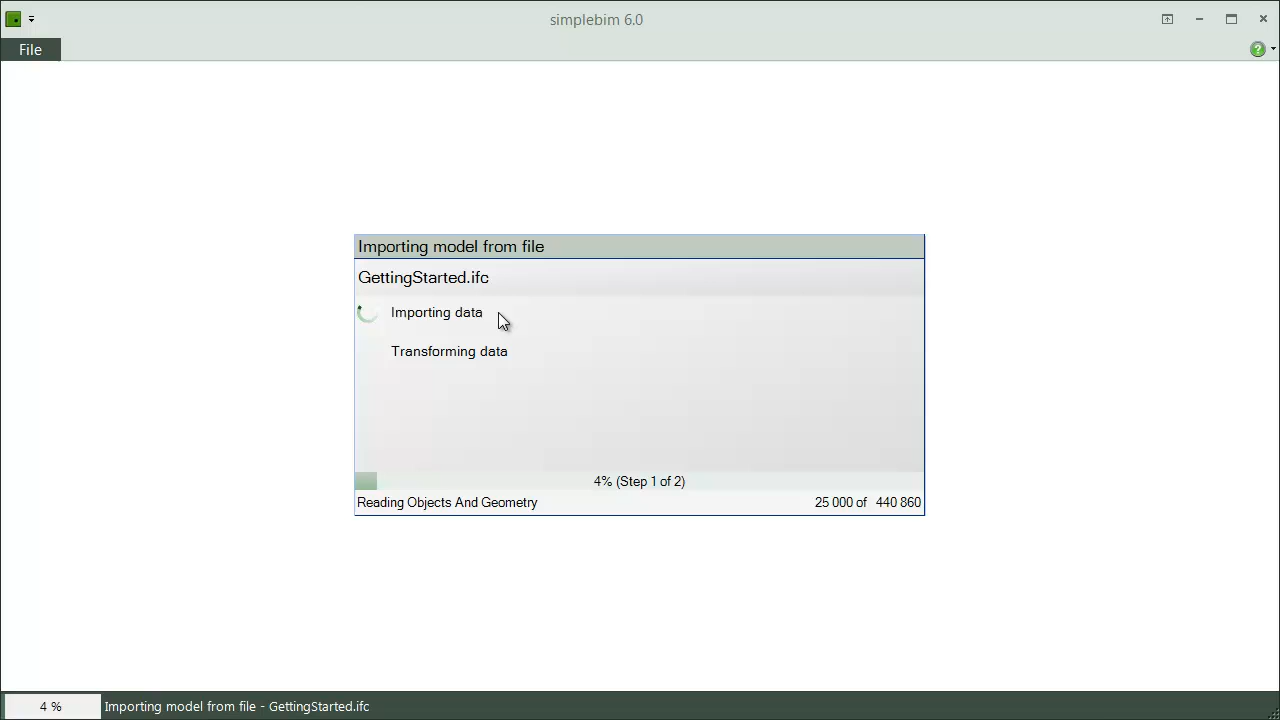 simplebim 6.0
File
Importing model from file
GettingStarted.ifc
Importing data
Transforming data
4% (Step 1 of 2)
Reading Objects And Geometry 25 000 of 440 860
4 % Importing model from file - GettingStarted.ifc